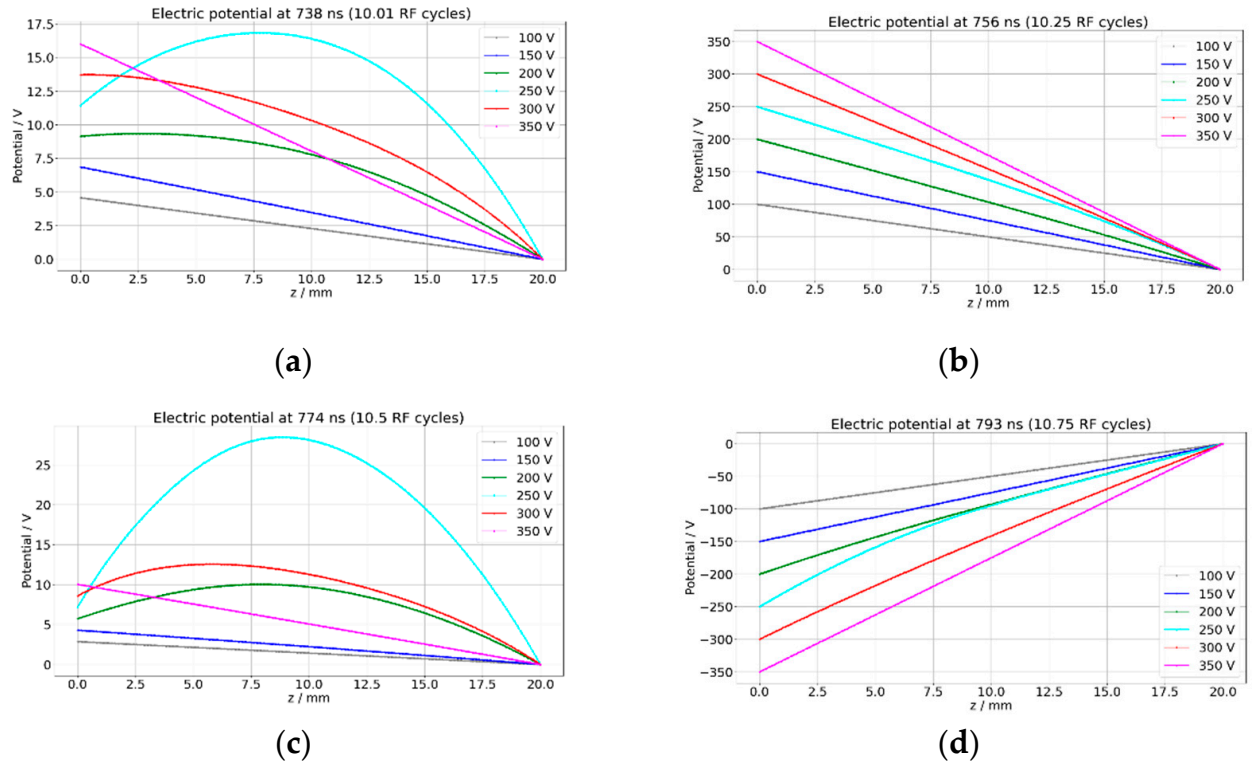 Electric potential at 738 ns (10.01 RF cycles)
17.5
15.0
12.5
10.0
7.5
5.0
2.5
0.0
Potential / V
100 V
150 V
200 V
250 V
300 V
350 V
0.0 2.5 5.0 7.5 10.0 12.5 15.0 17.5 20.0
z / mm
(a)
Electric potential at 756 ns (10.25 RF cycles)
350
300
250
200
150
100
50
0
Potential / V
100 V
150 V
200 V
250 V
300 V
350 V
0.0 2.5 5.0 7.5 10.0 12.5 15.0 17.5 20.0
z / mm
(b)
Electric potential at 774 ns (10.5 RF cycles)
25
20
15
10
5
0
Potential / V
100 V
150 V
200 V
250 V
300 V
350 V
0.0 2.5 5.0 7.5 10.0 12.5 15.0 17.5 20.0
z / mm
(c)
Electric potential at 793 ns (10.75 RF cycles)
0
−50
−100
−150
−200
−250
−300
−350
Potential / V
100 V
150 V
200 V
250 V
300 V
350 V
0.0 2.5 5.0 7.5 10.0 12.5 15.0 17.5 20.0
z / mm
(d)